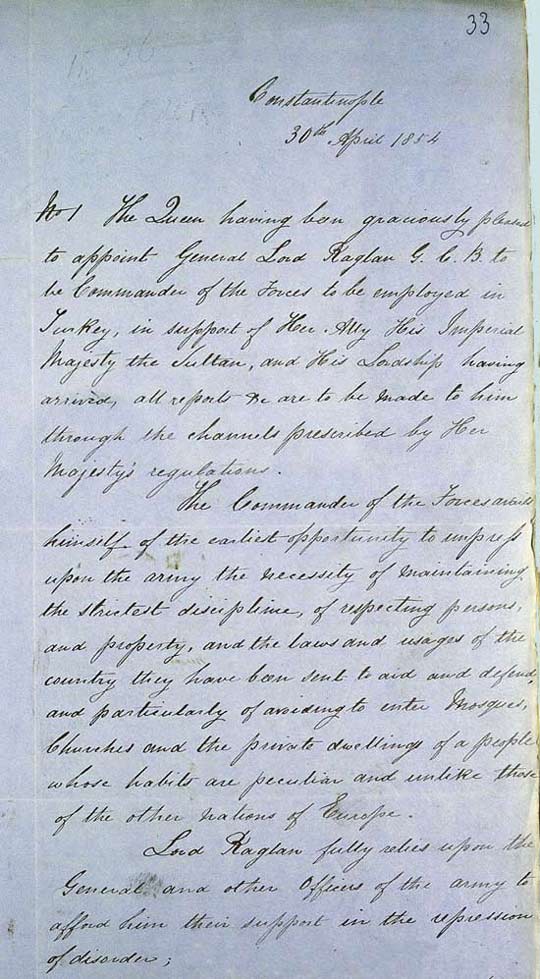 33
Constantinople
30th April 1854
No 1 The Queen having been graciously pleased
to appoint General Lord Raglan G. C. B. to
be Commander of the Forces to be employed in
Turkey, in support of Her Ally His Imperial
Majesty the Sultan, and His Lordship having
arrived, all reports &c are to be made to him
through the channels prescribed by Her
Majesty's regulations.
The Commander of the Forces avails
himself of the earliest opportunity to impress
upon the army the necessity of maintaining
the strictest discipline, of respecting persons,
and property, and the laws and usages of the
country they have been sent to aid and defend,
and particularly of avoiding to enter Mosques,
Churches and the private dwellings of a people
whose habits are peculiar and unlike those
of the other nations of Europe.
Lord Raglan fully relies upon the
General and other Officers of the army to
afford him their support in the repression
of disorder;